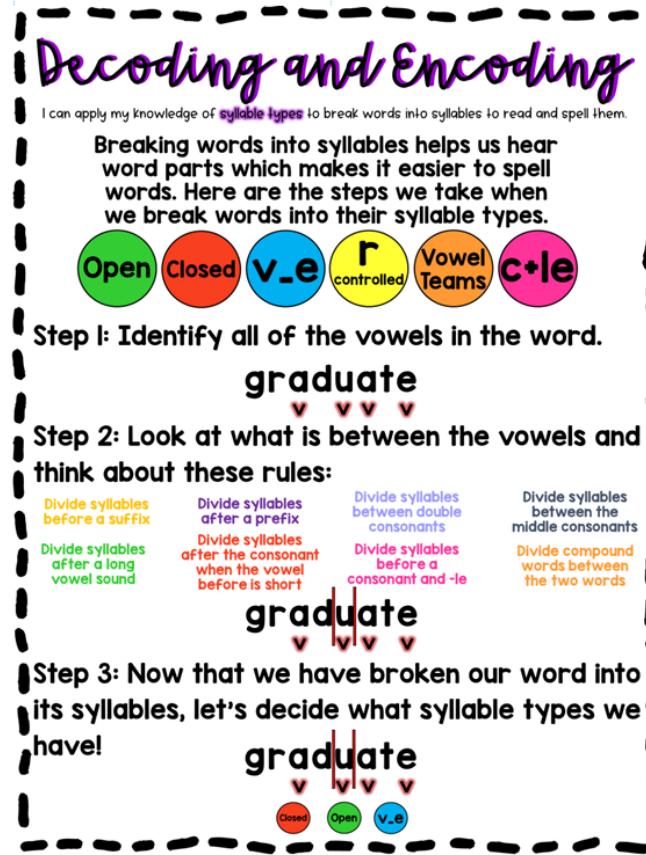 Decoding and Encoding
I can apply my knowledge of syllable types to break words into syllables to read and spell them.
Breaking words into syllables helps us hear
word parts which makes it easier to spell
words. Here are the steps we take when
we break words into their syllable types.
Open
Closed
v_e
r
controlled
Vowel
Teams
c+le
Step 1: Identify all of the vowels in the word.
graduate
v v v v
Step 2: Look at what is between the vowels and
think about these rules:
Divide syllables
before a suffix
Divide syllables
after a prefix
Divide syllables
between double
consonants
Divide syllables
between the
middle consonants
Divide syllables
after a long
vowel sound
Divide syllables
after the consonant
when the vowel
before is short
Divide syllables
before a
consonant and -le
Divide compound
words between
the two words
grad|u|ate
v v v v
Step 3: Now that we have broken our word into
its syllables, let's decide what syllable types we
have!
grad|u|ate
v v v v
Closed
Open
v_e